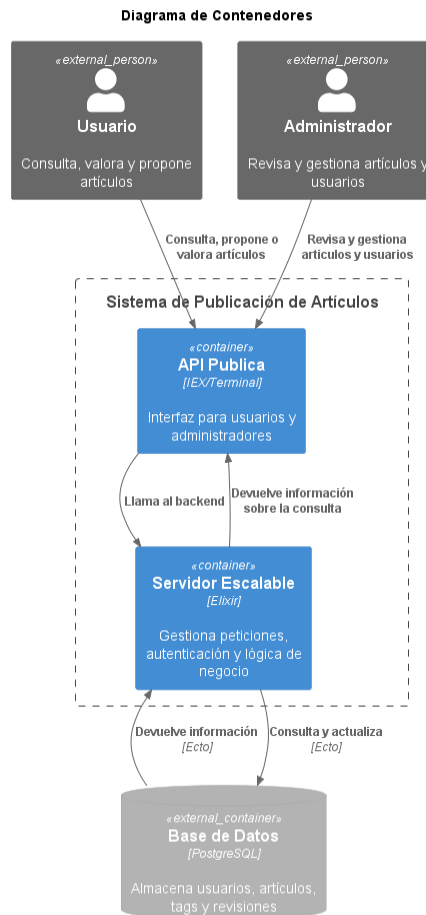 Diagrama de Contenedores
«external_person»
Usuario
Consulta, valora y propone
artículos
«external_person»
Administrador
Revisa y gestiona artículos y
usuarios
Consulta, propone o
valora artículos
Revisa y gestiona
articulos y usuarios
Sistema de Publicación de Artículos
«container»
API Publica
[IEX/Terminal]
Interfaz para usuarios y
administradores
Llama al backend
Devuelve información
sobre la consulta
«container»
Servidor Escalable
[Elixir]
Gestiona peticiones,
autenticación y lógica de
negocio
Devuelve información
[Ecto]
Consulta y actualiza
[Ecto]
«external_container»
Base de Datos
[PostgreSQL]
Almacena usuarios, artículos,
tags y revisiones